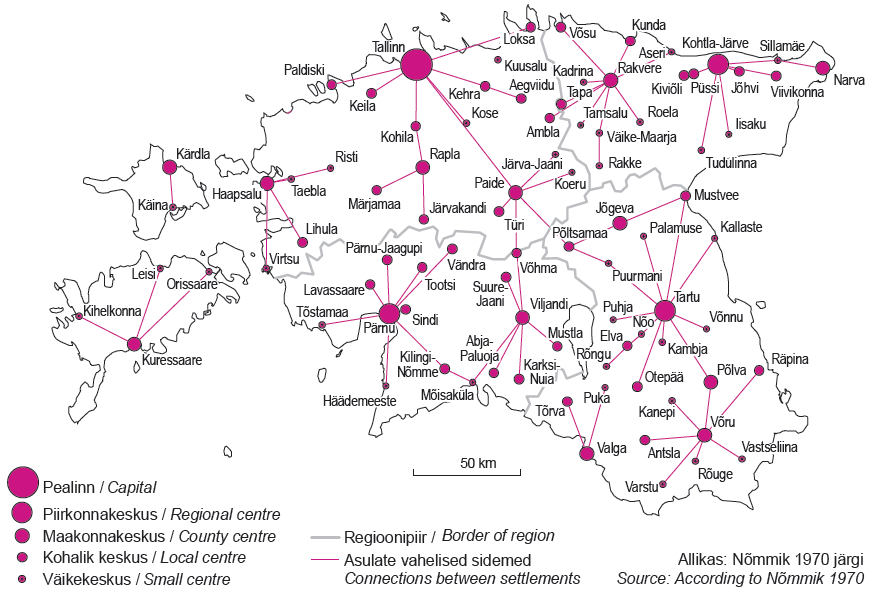 Loksa
Võsu
Kunda
Tallinn
Aseri
Kohtla-Järve
Sillamäe
Kuusalu
Paldiski
Kadrina
Rakvere
Narva
Kehra
Aegviidu
Tapa
Kiviõli
Püssi
Jõhvi
Viivikonna
Keila
Kose
Tamsalu
Roela
Ambla
Iisaku
Kohila
Väike-Maarja
Kärdla
Risti
Rapla
Järva-Jaani
Rakke
Tudulinna
Haapsalu
Taebla
Paide
Koeru
Märjamaa
Mustvee
Käina
Järvakandi
Jõgeva
Lihula
Türi
Põltsamaa
Palamuse
Kallaste
Pärnu-Jaagupi
Virtsu
Leisi
Orissaare
Vändra
Võhma
Puurmani
Tootsi
Lavassaare
Suure-
Jaani
Tartu
Kihelkonna
Tõstamaa
Sindi
Viljandi
Puhja
Nõo
Võnnu
Pärnu
Mustla
Elva
Kambja
Abja-
Paluoja
Rõngu
Kuressaare
Kilingi-
Nõmme
Karksi-
Nuia
Otepää
Põlva
Räpina
Häädemeeste
Mõisaküla
Puka
Tõrva
Kanepi
Võru
Valga
Antsla
Vastseliina
Rõuge
Varstu
50 km
Pealinn / Capital
Piirkonnakeskus / Regional centre
Maakonnakeskus / County centre
Kohalik keskus / Local centre
Väikekeskus / Small centre
Regioonipiir / Border of region
Asulate vahelised sidemed
Connections between settlements
Allikas: Nõmmik 1970 järgi
Source: According to Nõmmik 1970